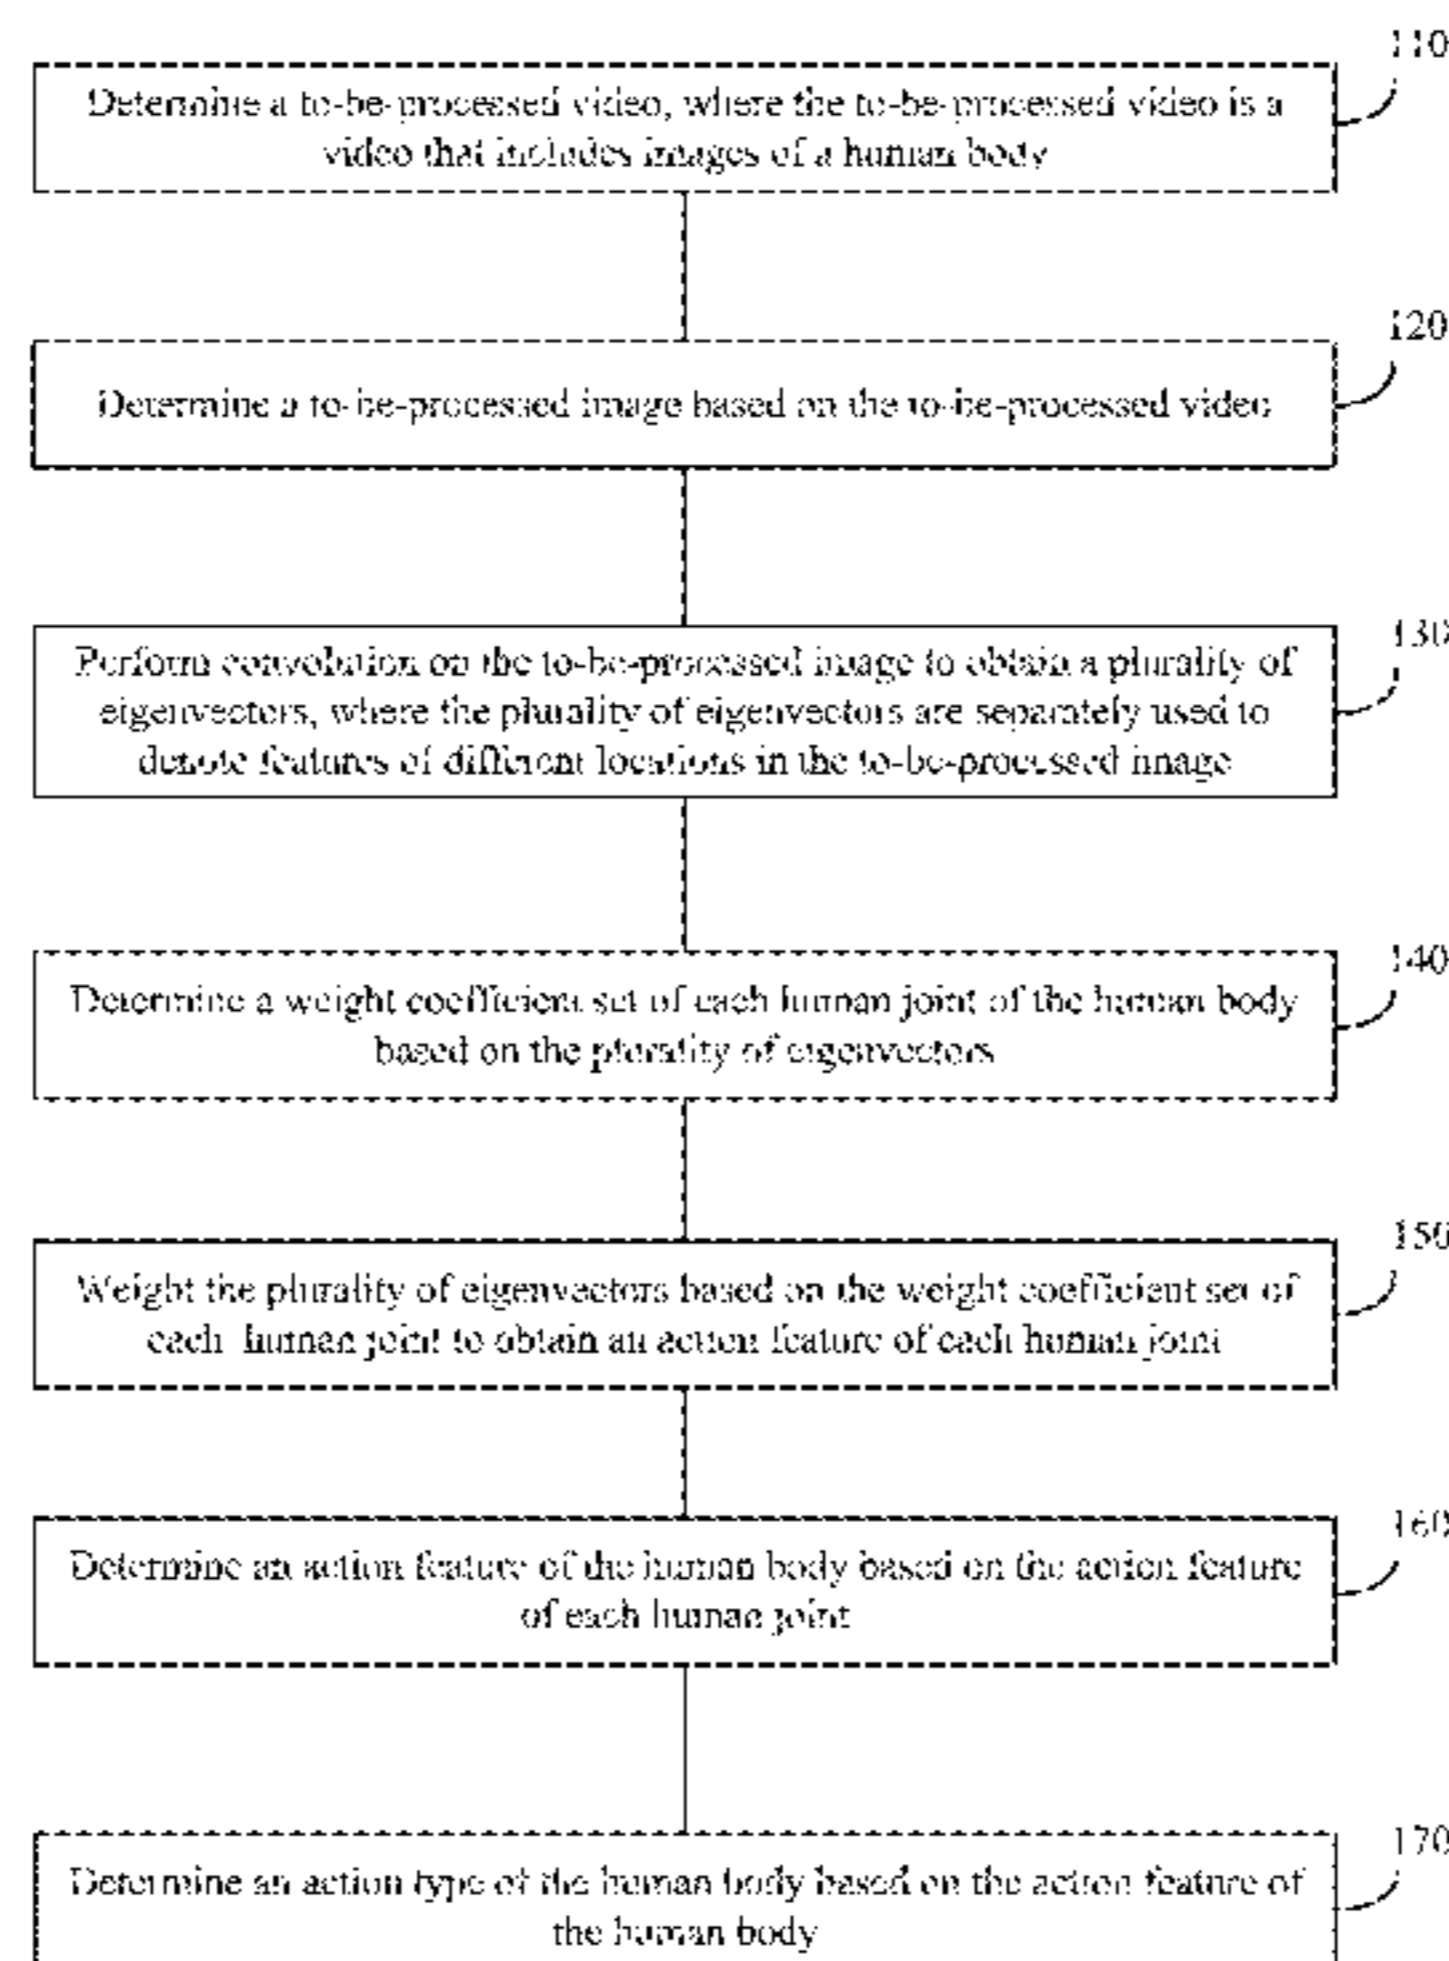 110
Determine a to-be-processed video, where the to-be-processed video is a
video that includes images of a human body
120
Determine a to-be-processed image based on the to-be-processed video
130
Perform convolution on the to-be-processed image to obtain a plurality of
eigenvectors, where the plurality of eigenvectors are separately used to
denote features of different locations in the to-be-processed image
140
Determine a weight coefficient set of each human joint of the human body
based on the plurality of eigenvectors
150
Weight the plurality of eigenvectors based on the weight coefficient set of
each human joint to obtain an action feature of each human joint
160
Determine an action feature of the human body based on the action feature
of each human joint
170
Determine an action type of the human body based on the action feature of
the human body